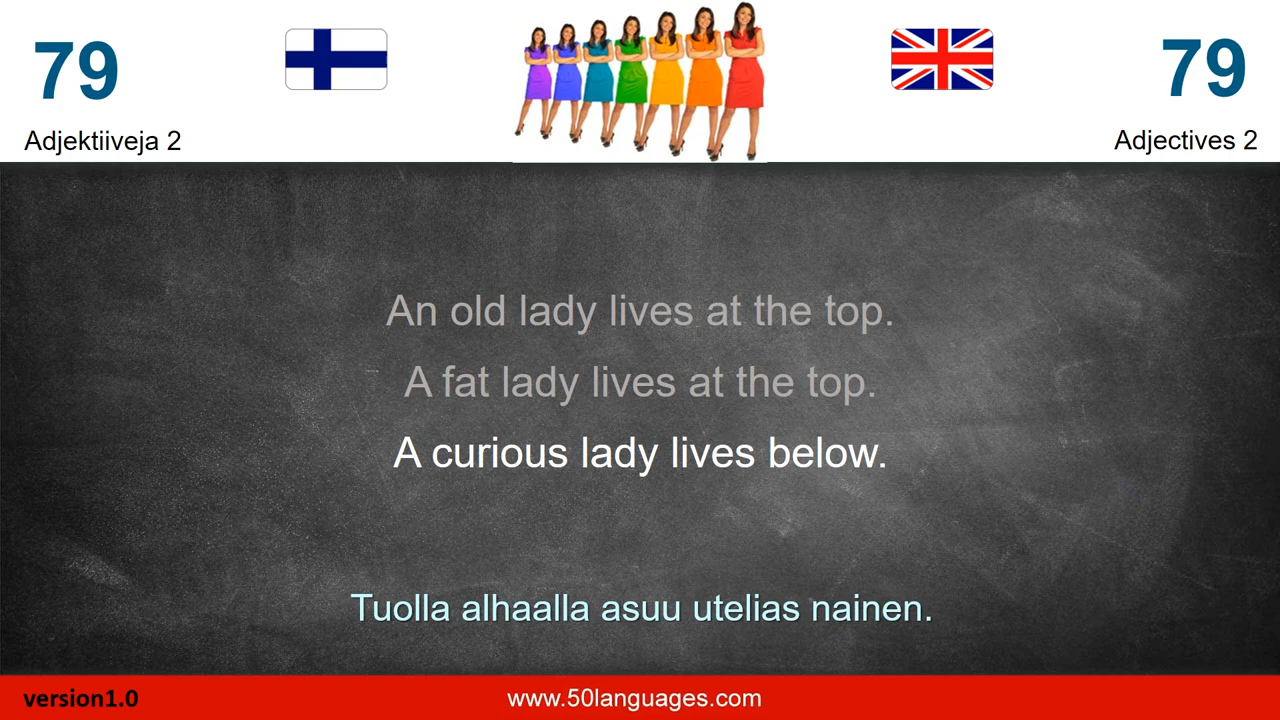 79
79
Adjektiiveja 2
Adjectives 2
An old lady lives at the top.
A fat lady lives at the top.
A curious lady lives below.
Tuolla alhaalla asuu utelias nainen.
version1.0
www.50languages.com